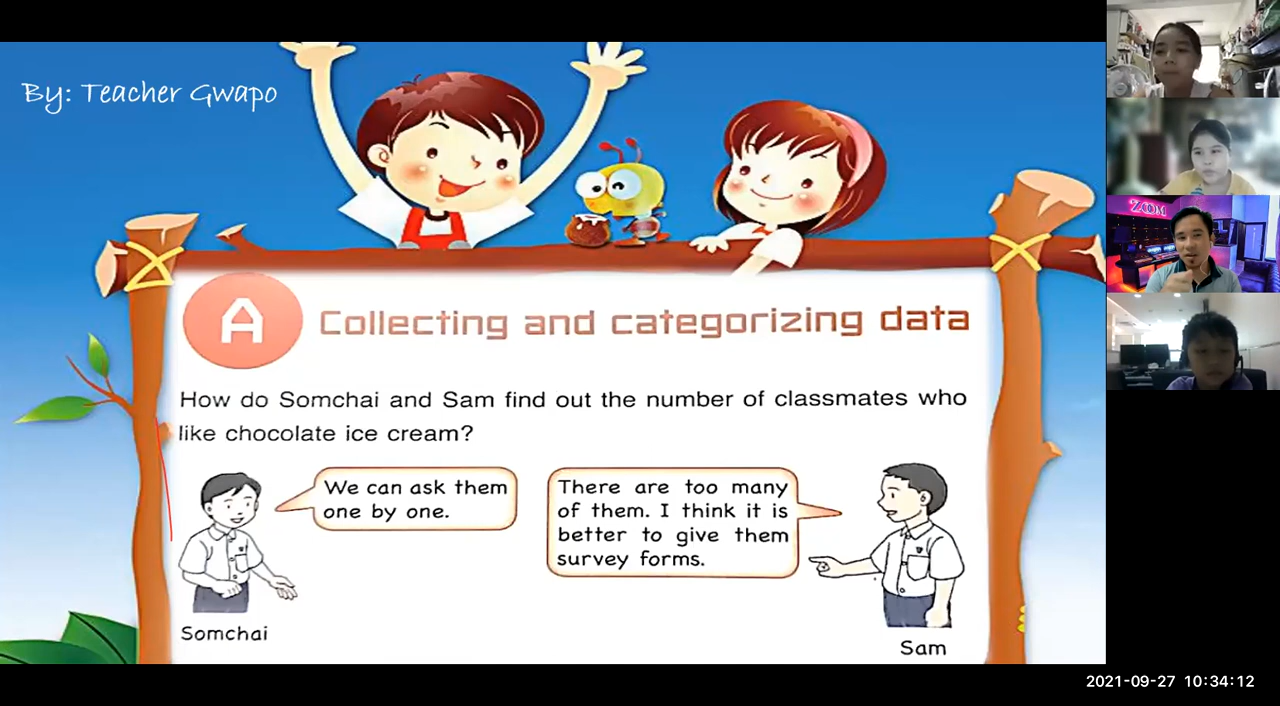 By: Teacher Gwapo
ZOOM
A
Collecting and categorizing data
How do Somchai and Sam find out the number of classmates who
like chocolate ice cream?
We can ask them
one by one.
There are too many
of them. I think it is
better to give them
survey forms.
Somchai
Sam
2021-09-27 10:34:12